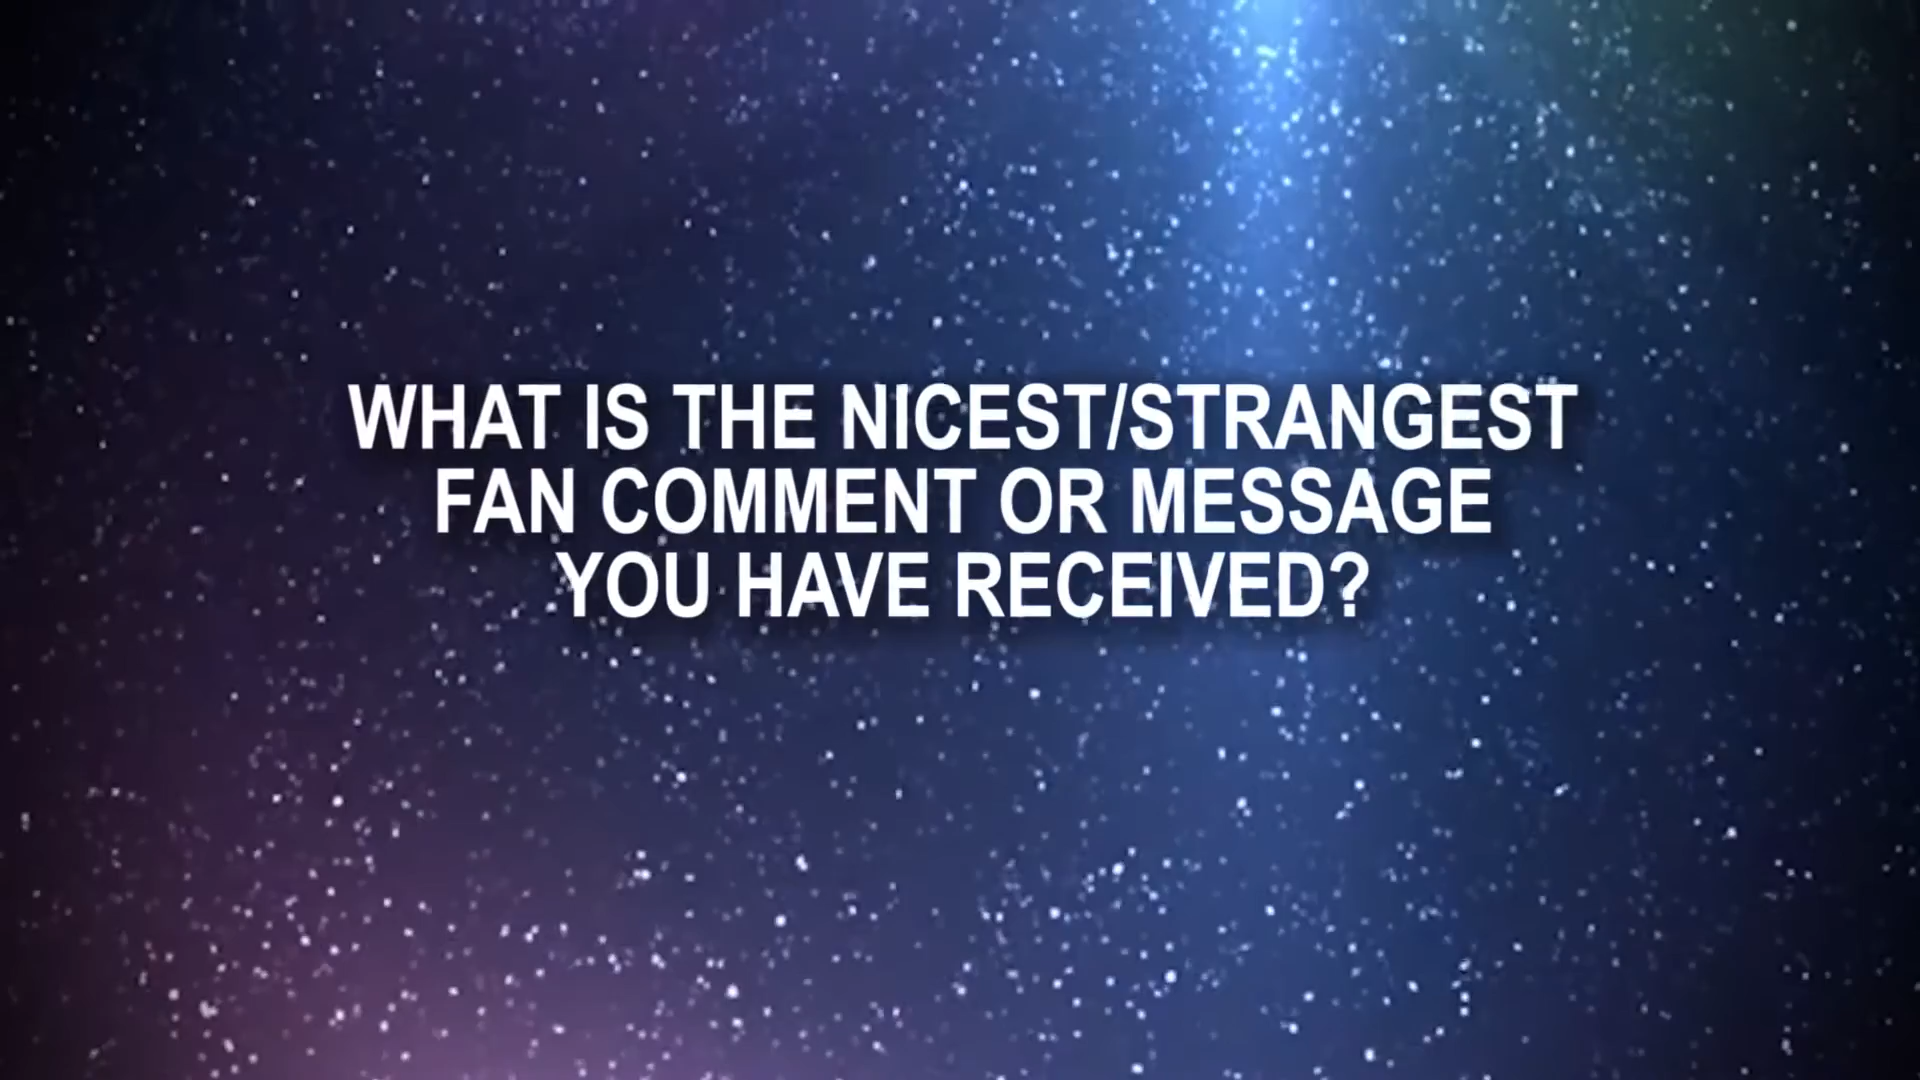 WHAT IS THE NICEST/STRANGEST
FAN COMMENT OR MESSAGE
YOU HAVE RECEIVED?